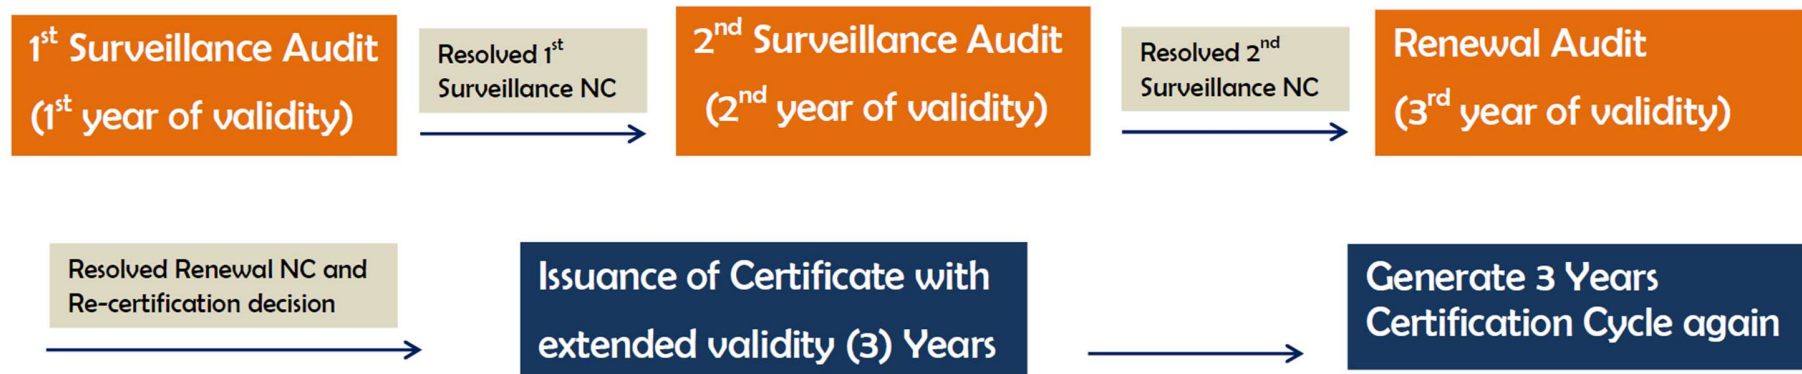 1st Surveillance Audit
(1st year of validity)
Resolved 1st
Surveillance NC
2nd Surveillance Audit
(2nd year of validity)
Resolved 2nd
Surveillance NC
Renewal Audit
(3rd year of validity)
Resolved Renewal NC and
Re-certification decision
Issuance of Certificate with
extended validity (3) Years
Generate 3 Years
Certification Cycle again